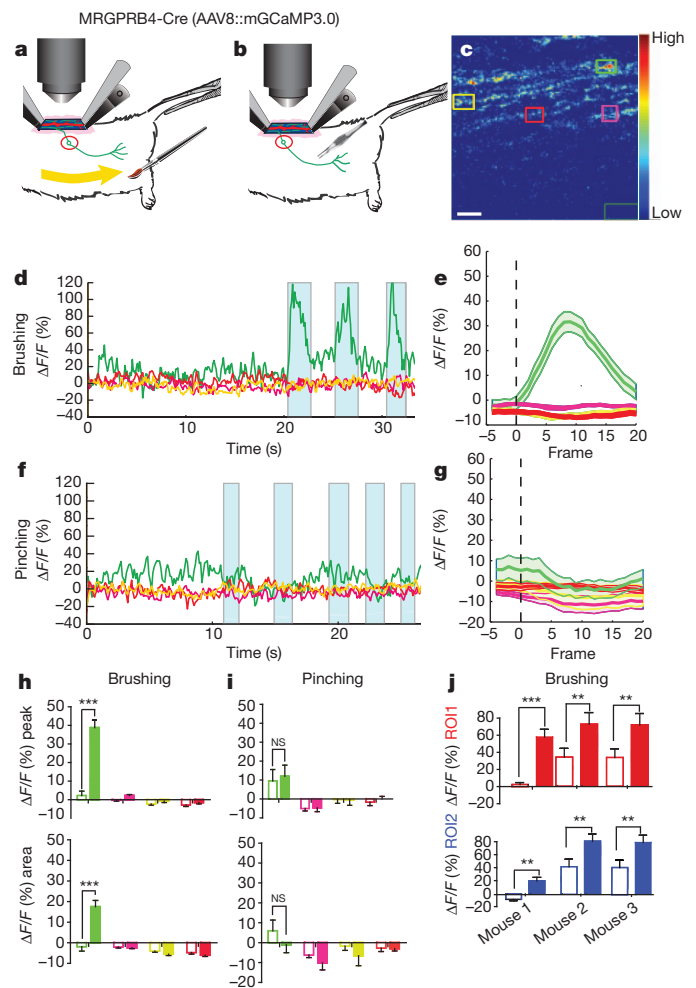 MRGPRB4-Cre (AAV8::mGCaMP3.0)
a
b
c
High
Low
d
Brushing
ΔF/F (%)
120
100
80
60
40
20
0
−20
−40
0
10
20
30
Time (s)
e
ΔF/F (%)
60
50
40
30
20
10
0
−10
−5
0
5
10
15
20
Frame
f
Pinching
ΔF/F (%)
120
100
80
60
40
20
0
−20
−40
0
10
20
Time (s)
g
ΔF/F (%)
60
50
40
30
20
10
0
−10
−20
−5
0
5
10
15
20
Frame
h
Brushing
ΔF/F (%) peak
50
40
30
20
10
0
−10
***
ΔF/F (%) area
50
40
30
20
10
0
−10
***
i
Pinching
50
40
30
20
10
0
−10
NS
50
40
30
20
10
0
−10
−20
NS
j
Brushing
ΔF/F (%) ROI1
80
60
40
20
0
−20
***
**
**
ΔF/F (%) ROI2
80
60
40
20
0
−20
**
**
**
Mouse 1
Mouse 2
Mouse 3